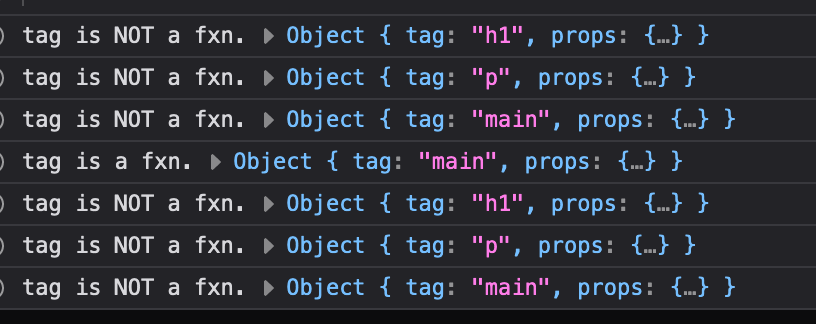 tag is NOT a fxn. ▶ Object { tag: "h1", props: {…} }
tag is NOT a fxn. ▶ Object { tag: "p", props: {…} }
tag is NOT a fxn. ▶ Object { tag: "main", props: {…} }
tag is a fxn. ▶ Object { tag: "main", props: {…} }
tag is NOT a fxn. ▶ Object { tag: "h1", props: {…} }
tag is NOT a fxn. ▶ Object { tag: "p", props: {…} }
tag is NOT a fxn. ▶ Object { tag: "main", props: {…} }